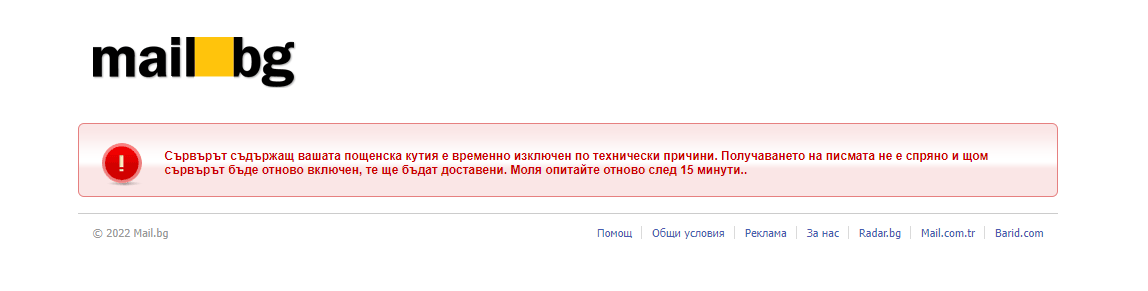 mail bg
Сървърът съдържащ вашата пощенска кутия е временно изключен по технически причини. Получаването на писмата не е спряно и щом
сървърът бъде отново включен, те ще бъдат доставени. Моля опитайте отново след 15 минути..
© 2022 Mail.bg
Помощ Общи условия Реклама За нас Radar.bg Mail.com.tr Barid.com